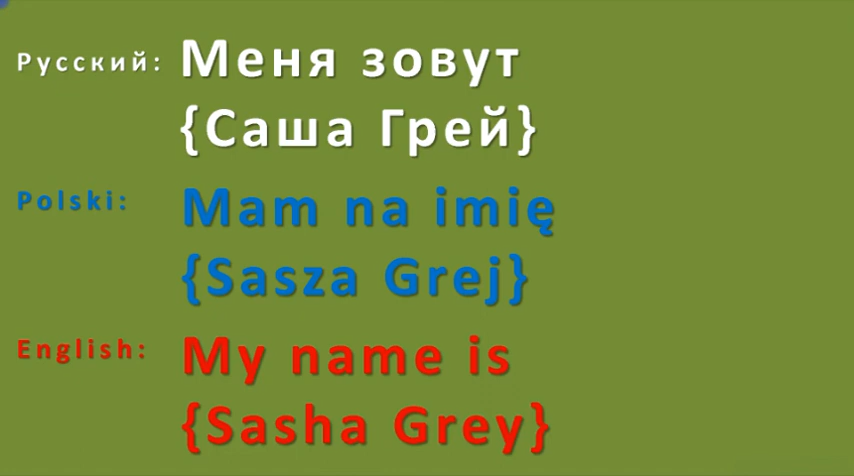 Русский: Меня зовут
{Саша Грей}
Polski: Mam na imię
{Sasza Grej}
English: My name is
{Sasha Grey}